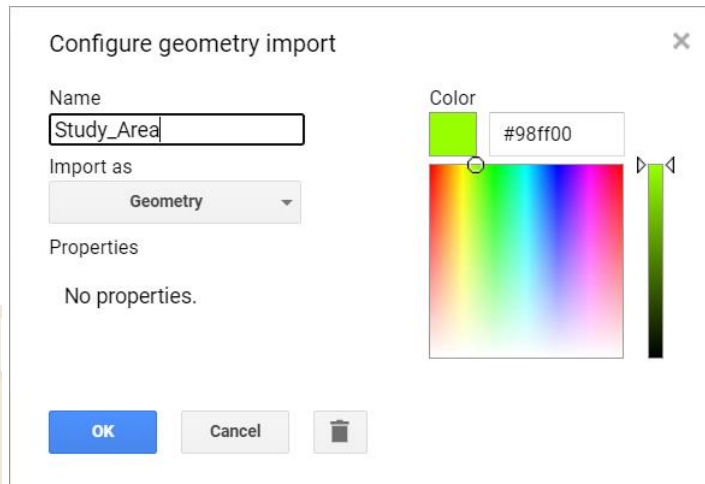 Configure geometry import
Name
Study_Area
Import as
Geometry
Properties
No properties.
Color
#98ff00
OK
Cancel